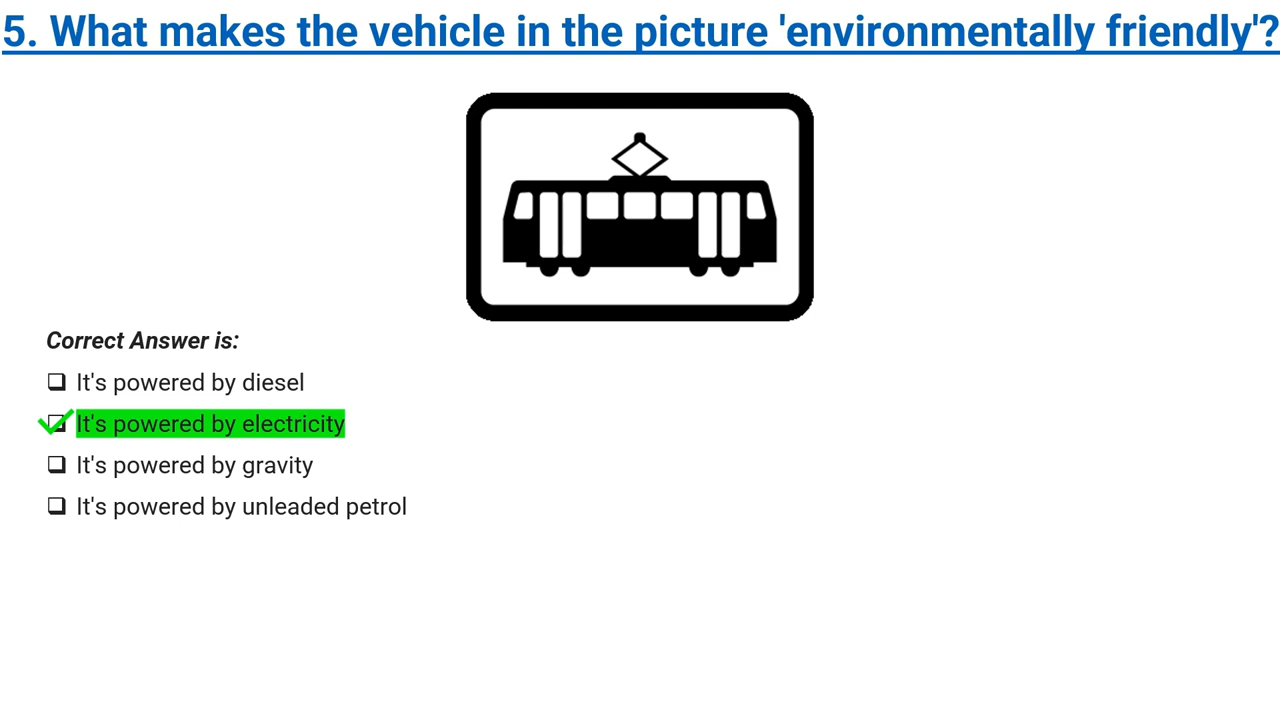 5. What makes the vehicle in the picture 'environmentally friendly'?
Correct Answer is:
It's powered by diesel
It's powered by electricity
It's powered by gravity
It's powered by unleaded petrol